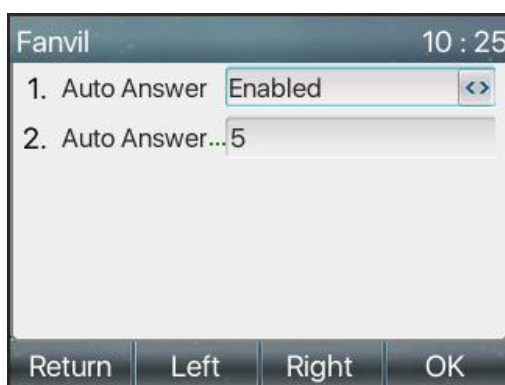 Fanvil 10 : 25
1. Auto Answer Enabled <>
2. Auto Answer... 5
Return Left Right OK